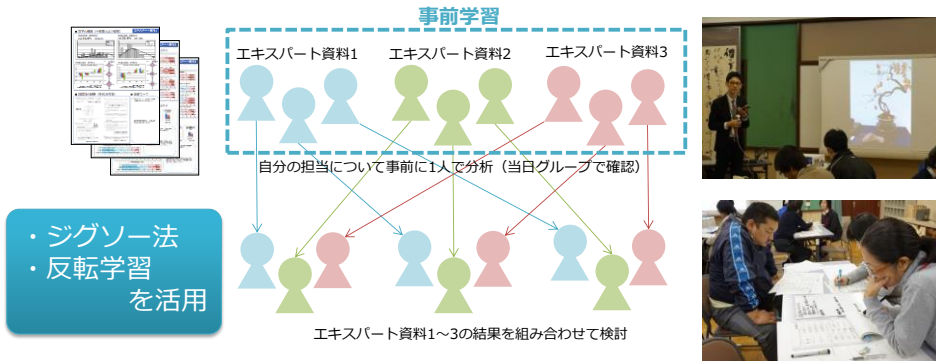 事前学習
エキスパート資料1
エキスパート資料2
エキスパート資料3
自分の担当について事前に1人で分析（当日グループで確認）
・ジグソー法
・反転学習
を活用
エキスパート資料1～3の結果を組み合わせて検討